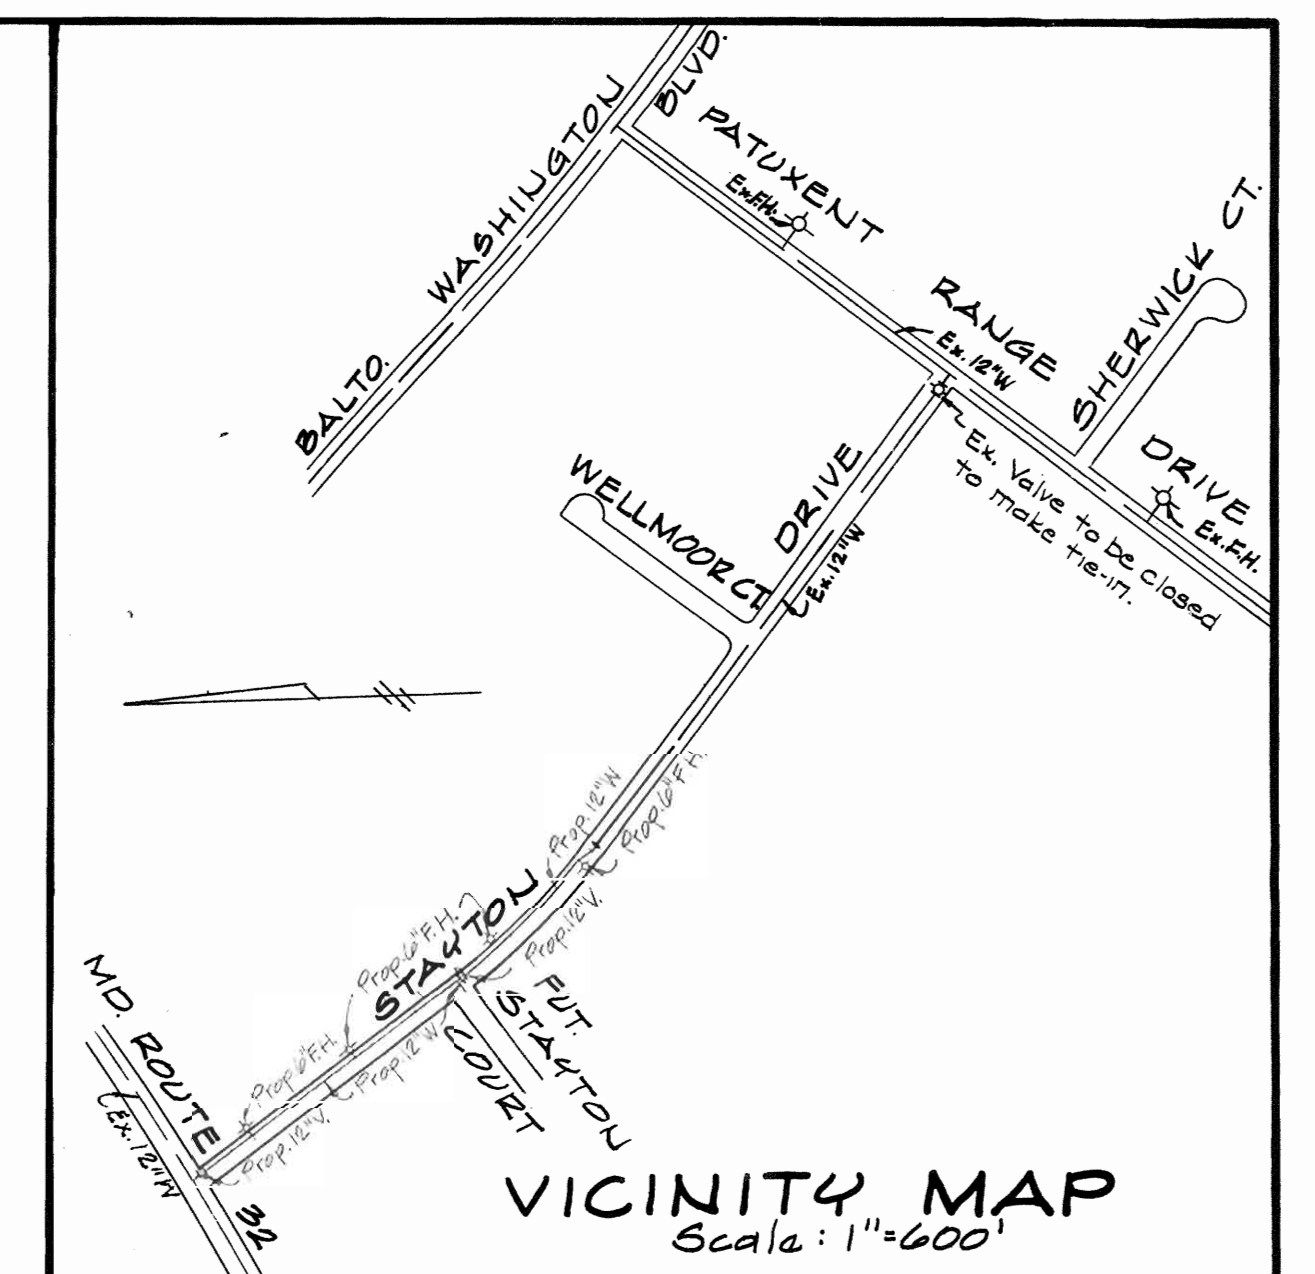 BALTO. WASHINGTON BLVD.
PATUXENT RANGE DRIVE
Ex.F.H.
SHERWICK CT.
Ex. 12"W
Ex.F.H.
Ex. Valve to be closed
to make tie-in.
WELLMOOR CT.
STAYTON DRIVE
Ex. 12"W
Prop. 12"W
Prop. 6"F.H.
Prop. 6"F.H.
Prop. 12"V.
Prop. 6"F.H.
FUT.
STAYTON
COURT
Prop. 12"W
Prop. 12"V.
MD. ROUTE 32
Ex. 12"W
VICINITY MAP
Scale : 1"=600'
Prop 6"F.H.